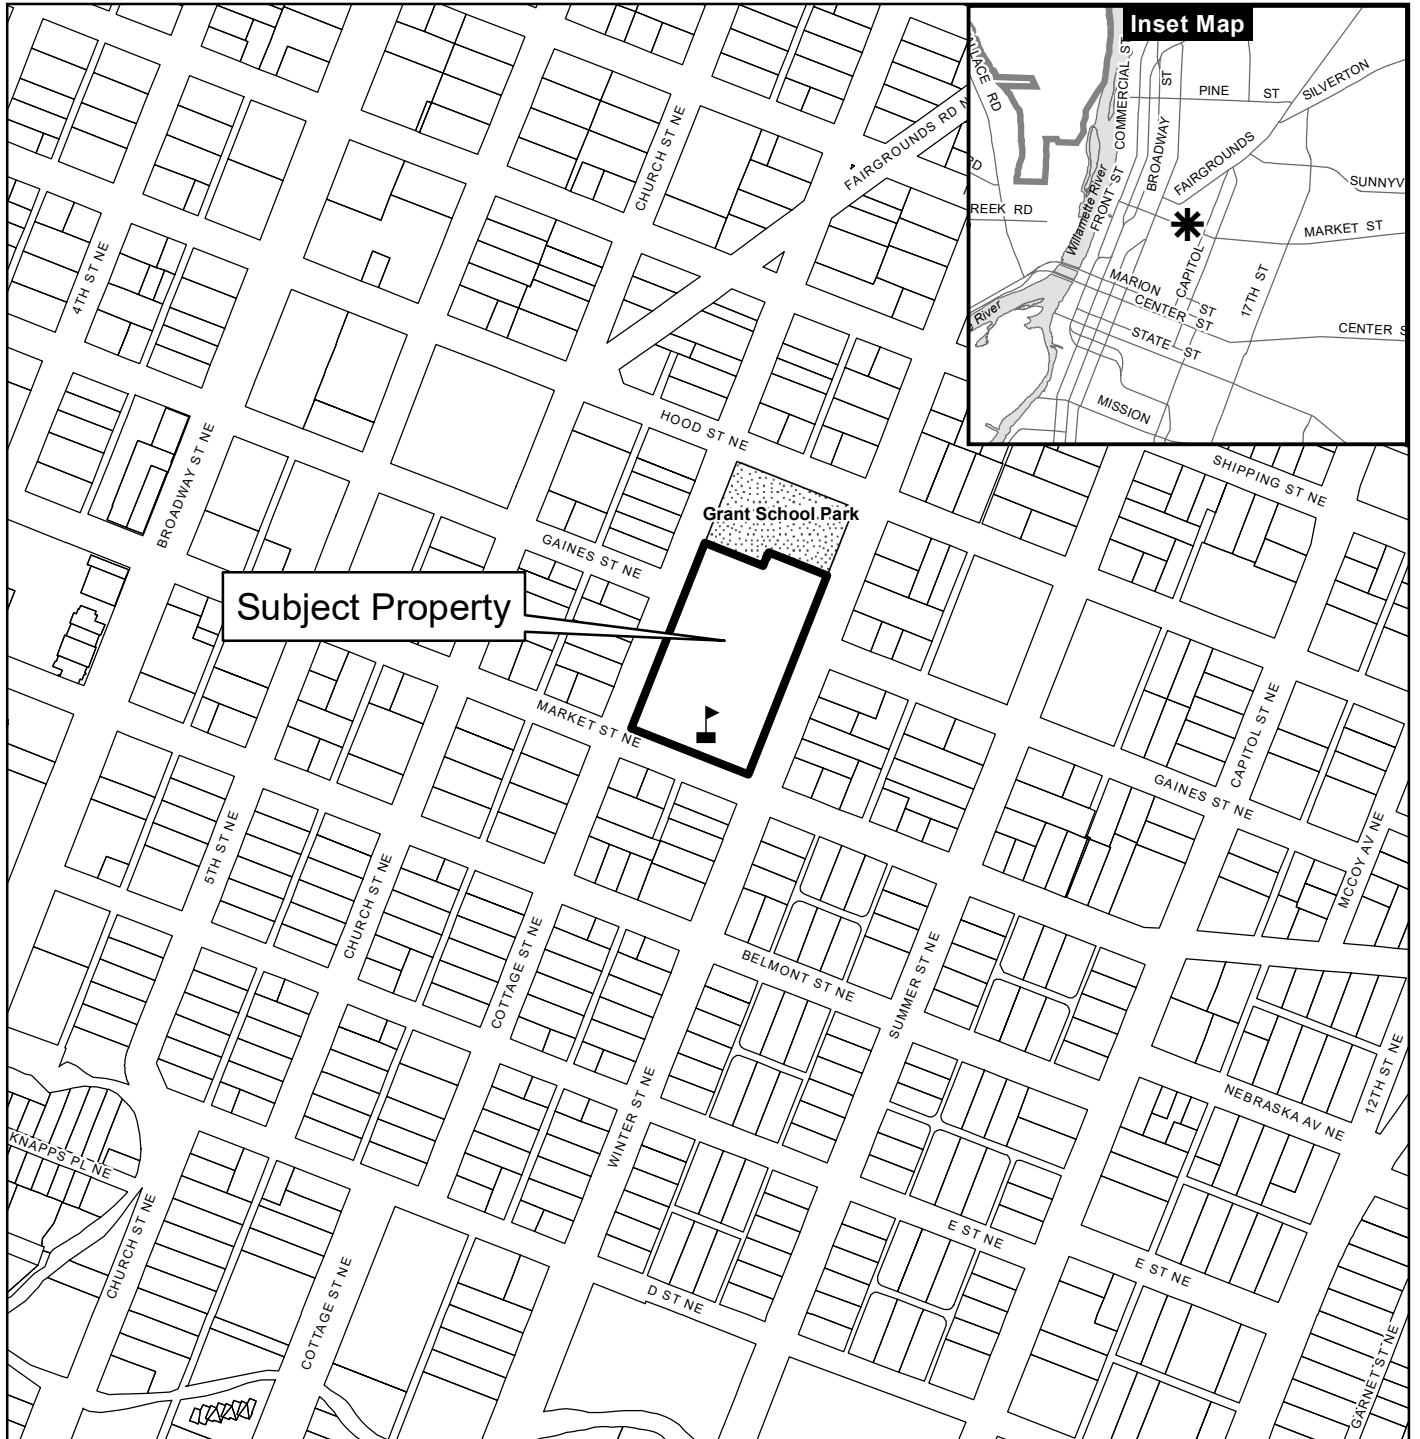 Inset Map
WALLACE RD
COMMERCIAL ST
ST
BROADWAY
PINE ST
SILVERTON
FAIRGROUNDS
SUNNYV
RD
REEK RD
Willamette River
FRONT ST
MARKET ST
CAPITOL
17TH ST
MARION ST
CENTER ST
CENTER S
STATE ST
e River
MISSION
CHURCH ST NE
FAIRGROUNDS RD N
4TH ST NE
HOOD ST NE
BROADWAY ST NE
SHIPPING ST NE
Grant School Park
GAINES ST NE
Subject Property
MARKET ST NE
CAPITOL ST NE
GAINES ST NE
5TH ST NE
MCCOY AV NE
CHURCH ST NE
COTTAGE ST NE
BELMONT ST NE
SUMMER ST NE
WINTER ST NE
NEBRASKA AV NE
12TH ST NE
KNAPPS PL NE
CHURCH ST NE
COTTAGE ST NE
E ST NE
E ST NE
D ST NE
GARNET ST NE